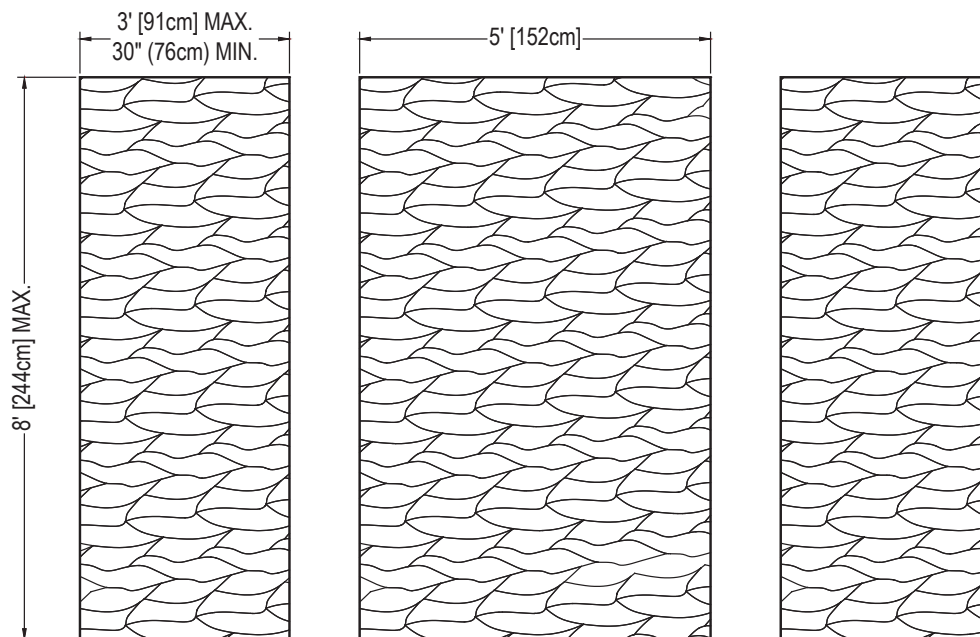 3' [91cm] MAX.
30" (76cm) MIN.
5' [152cm]
8' [244cm] MAX.